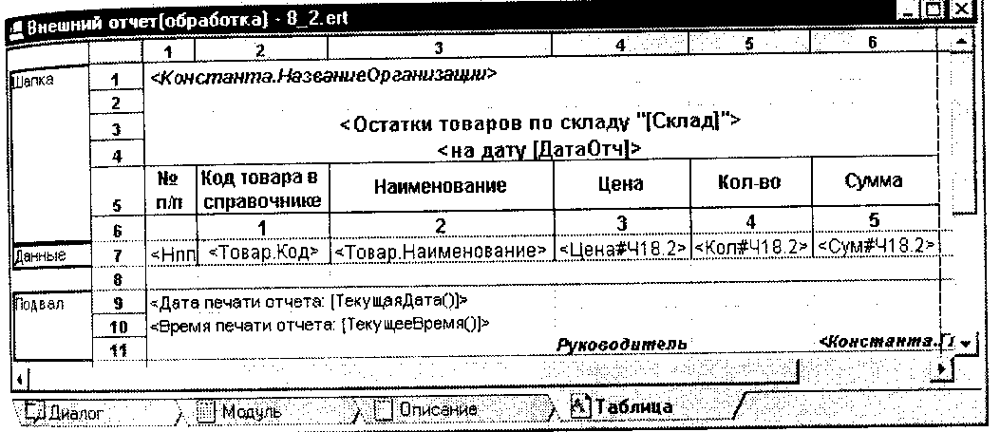 Внешний отчет(обработка) - 8_2.ert
1 2 3 4 5 6
Шапка 1 <Константа.НазваниеОрганизации>
2
3 <Остатки товаров по складу "[Склад]">
4 <на дату [ДатаОтч]>
№ Код товара в
5 п/п справочнике Наименование Цена Кол-во Сумма
6 1 2 3 4 5
Данные 7 <Нпп <Товар.Код> <Товар.Наименование> <Цена#Ч18.2> <Кол#Ч18.2> <Сум#Ч18.2>
8
Подвал 9 <Дата печати отчета: [ТекущаяДата()]>
10 <Время печати отчета: [ТекущееВремя()]>
11 Руководитель <Константа.
Диалог Модуль Описание Таблица